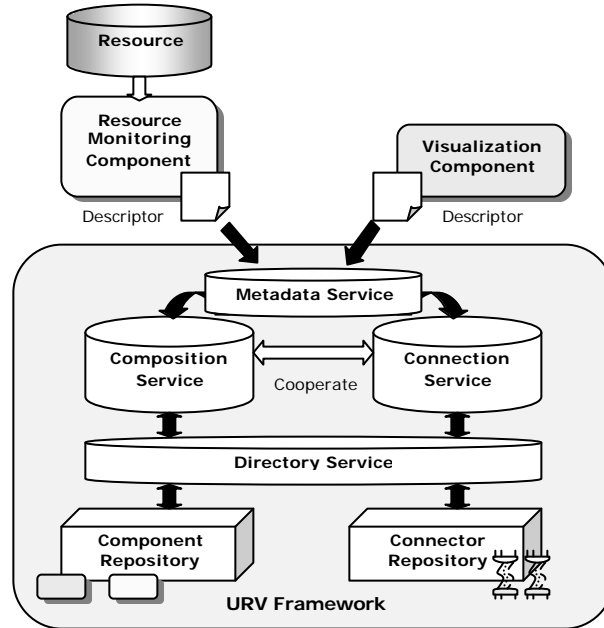 Resource
Resource
Monitoring
Component
Visualization
Component
Descriptor
Descriptor
Metadata Service
Composition
Service
Connection
Service
Cooperate
Directory Service
Component
Repository
Connector
Repository
URV Framework